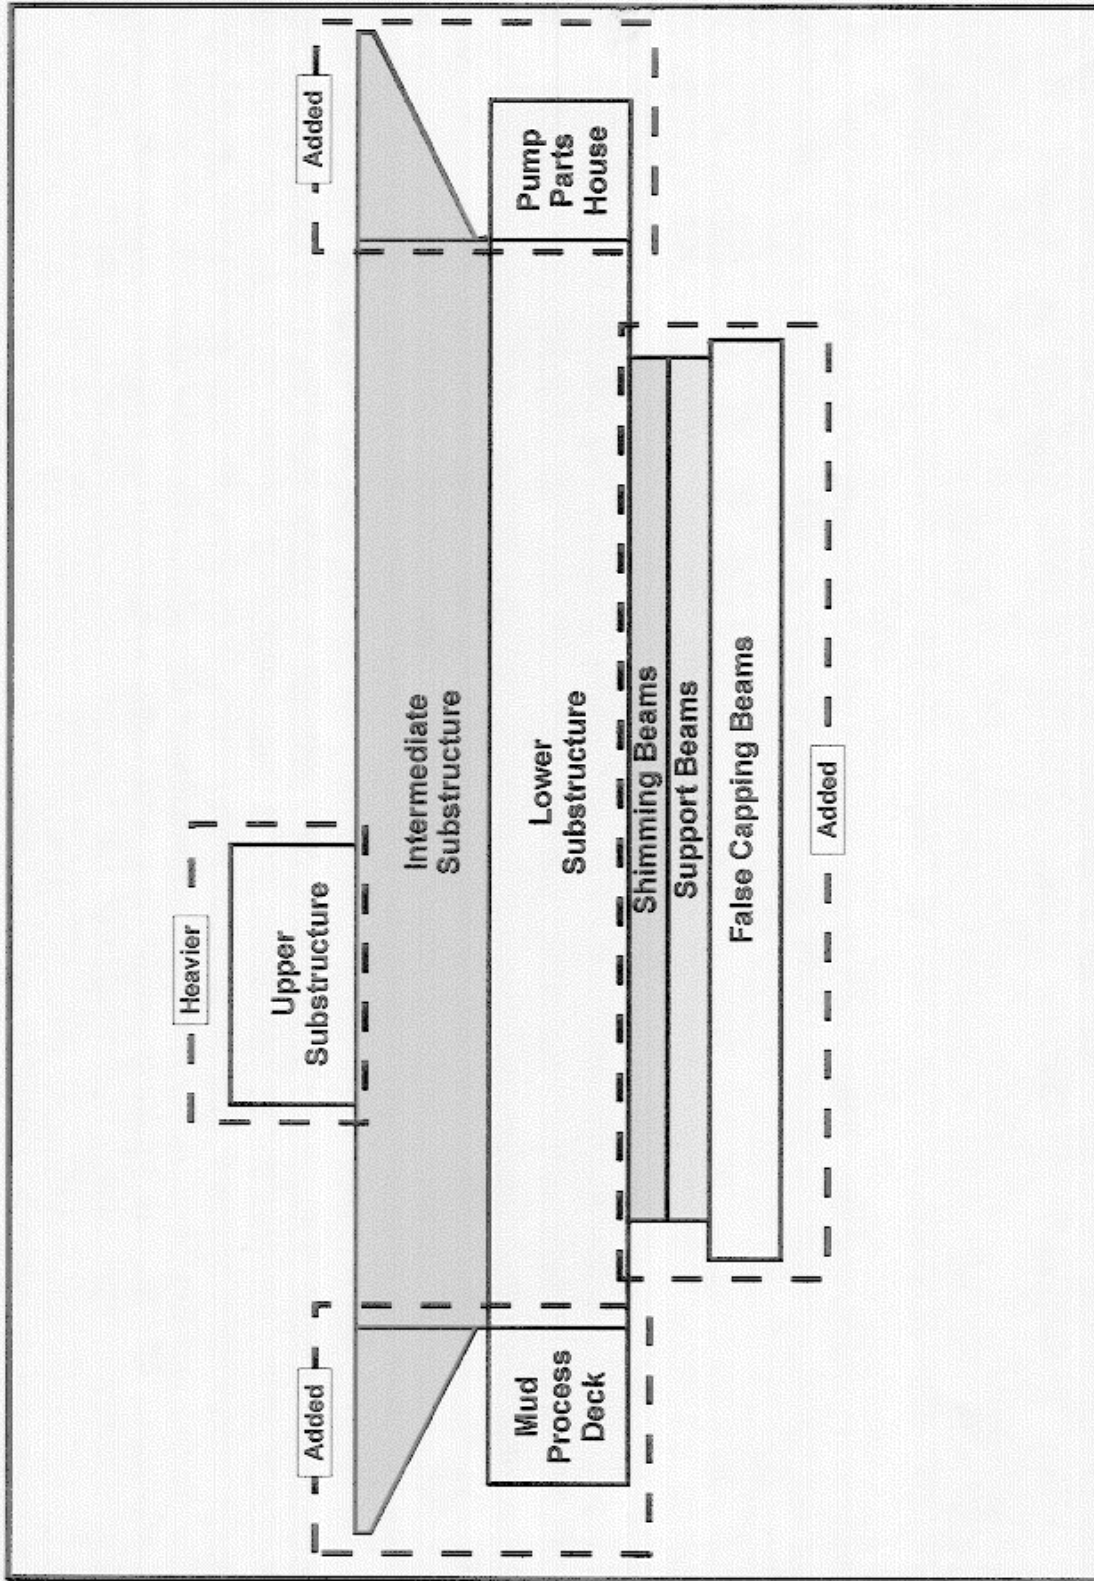 Heavier
Upper
Substructure
Added
Added
Intermediate
Substructure
Mud
Process
Deck
Lower
Substructure
Pump
Parts
House
Shimming Beams
Support Beams
False Capping Beams
Added